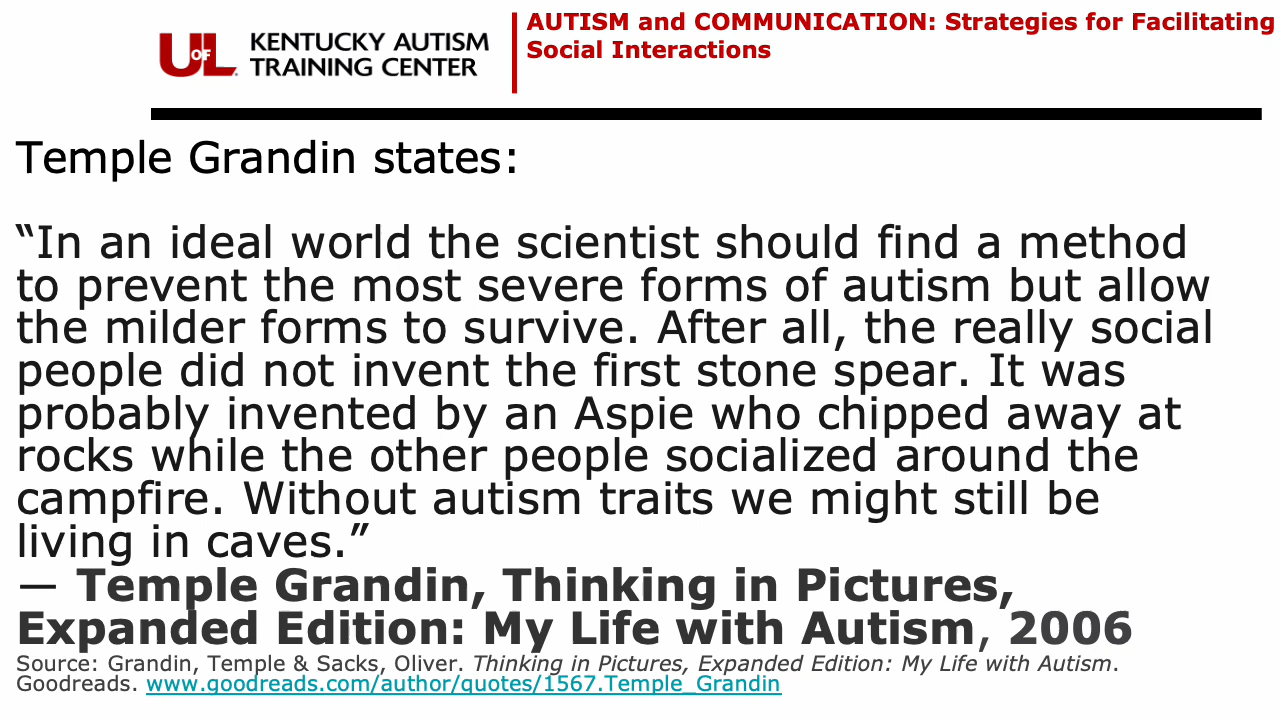 UofL KENTUCKY AUTISM
TRAINING CENTER
AUTISM and COMMUNICATION: Strategies for Facilitating
Social Interactions
Temple Grandin states:
“In an ideal world the scientist should find a method
to prevent the most severe forms of autism but allow
the milder forms to survive. After all, the really social
people did not invent the first stone spear. It was
probably invented by an Aspie who chipped away at
rocks while the other people socialized around the
campfire. Without autism traits we might still be
living in caves.”
— Temple Grandin, Thinking in Pictures,
Expanded Edition: My Life with Autism, 2006
Source: Grandin, Temple & Sacks, Oliver. Thinking in Pictures, Expanded Edition: My Life with Autism.
Goodreads. www.goodreads.com/author/quotes/1567.Temple_Grandin